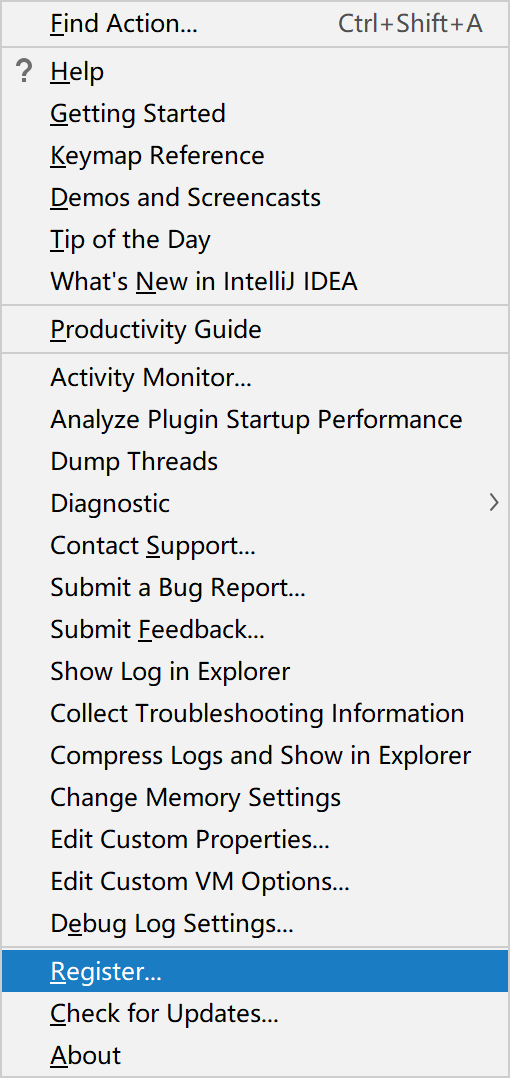 Find Action... Ctrl+Shift+A
? Help
Getting Started
Keymap Reference
Demos and Screencasts
Tip of the Day
What's New in IntelliJ IDEA
Productivity Guide
Activity Monitor...
Analyze Plugin Startup Performance
Dump Threads
Diagnostic
Contact Support...
Submit a Bug Report...
Submit Feedback...
Show Log in Explorer
Collect Troubleshooting Information
Compress Logs and Show in Explorer
Change Memory Settings
Edit Custom Properties...
Edit Custom VM Options...
Debug Log Settings...
Register...
Check for Updates...
About